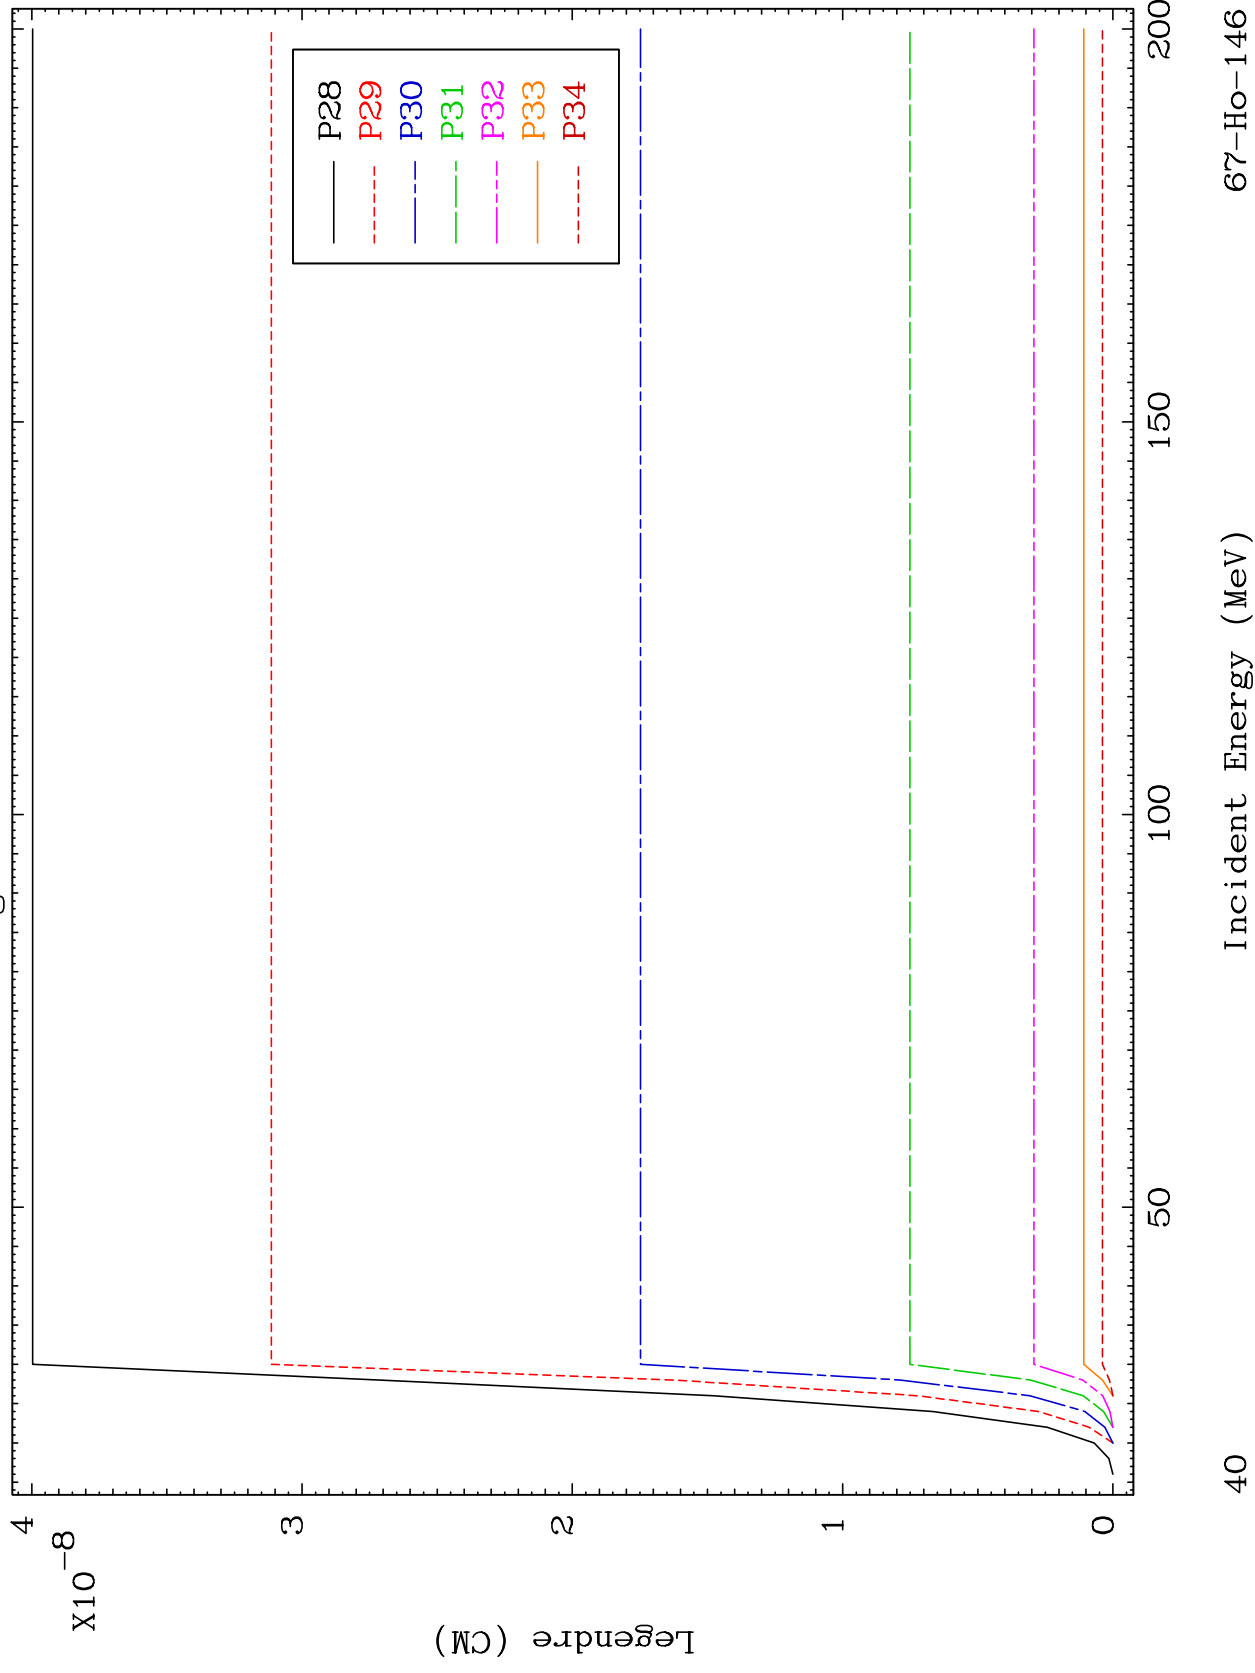 X10-8
4
3
2
1
0
Legendre (CM)
P28
P29
P30
P31
P32
P33
P34
50
100
150
200
Incident Energy (MeV)
40
67-Ho-146